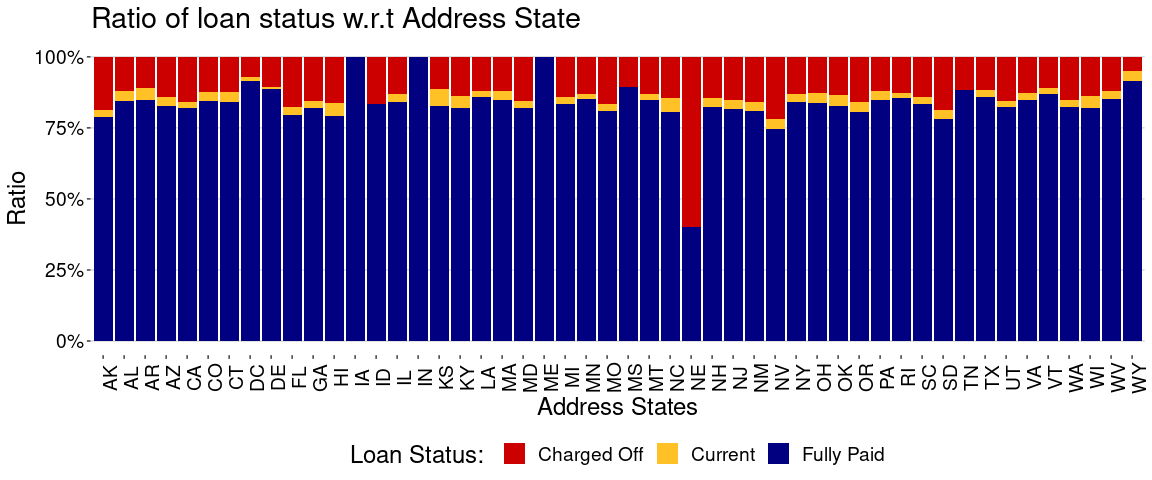 Ratio of loan status w.r.t Address State
Ratio
100%
75%
50%
25%
0%
AK AL AR AZ CA CO CT DC DE FL GA HI IA ID IL IN KS KY LA MA MD ME MI MN MO MS MT NC NE NH NJ NM NV NY OH OK OR PA RI SC SD TN TX UT VA VT WA WI WV WY
Address States
Loan Status: Charged Off Current Fully Paid